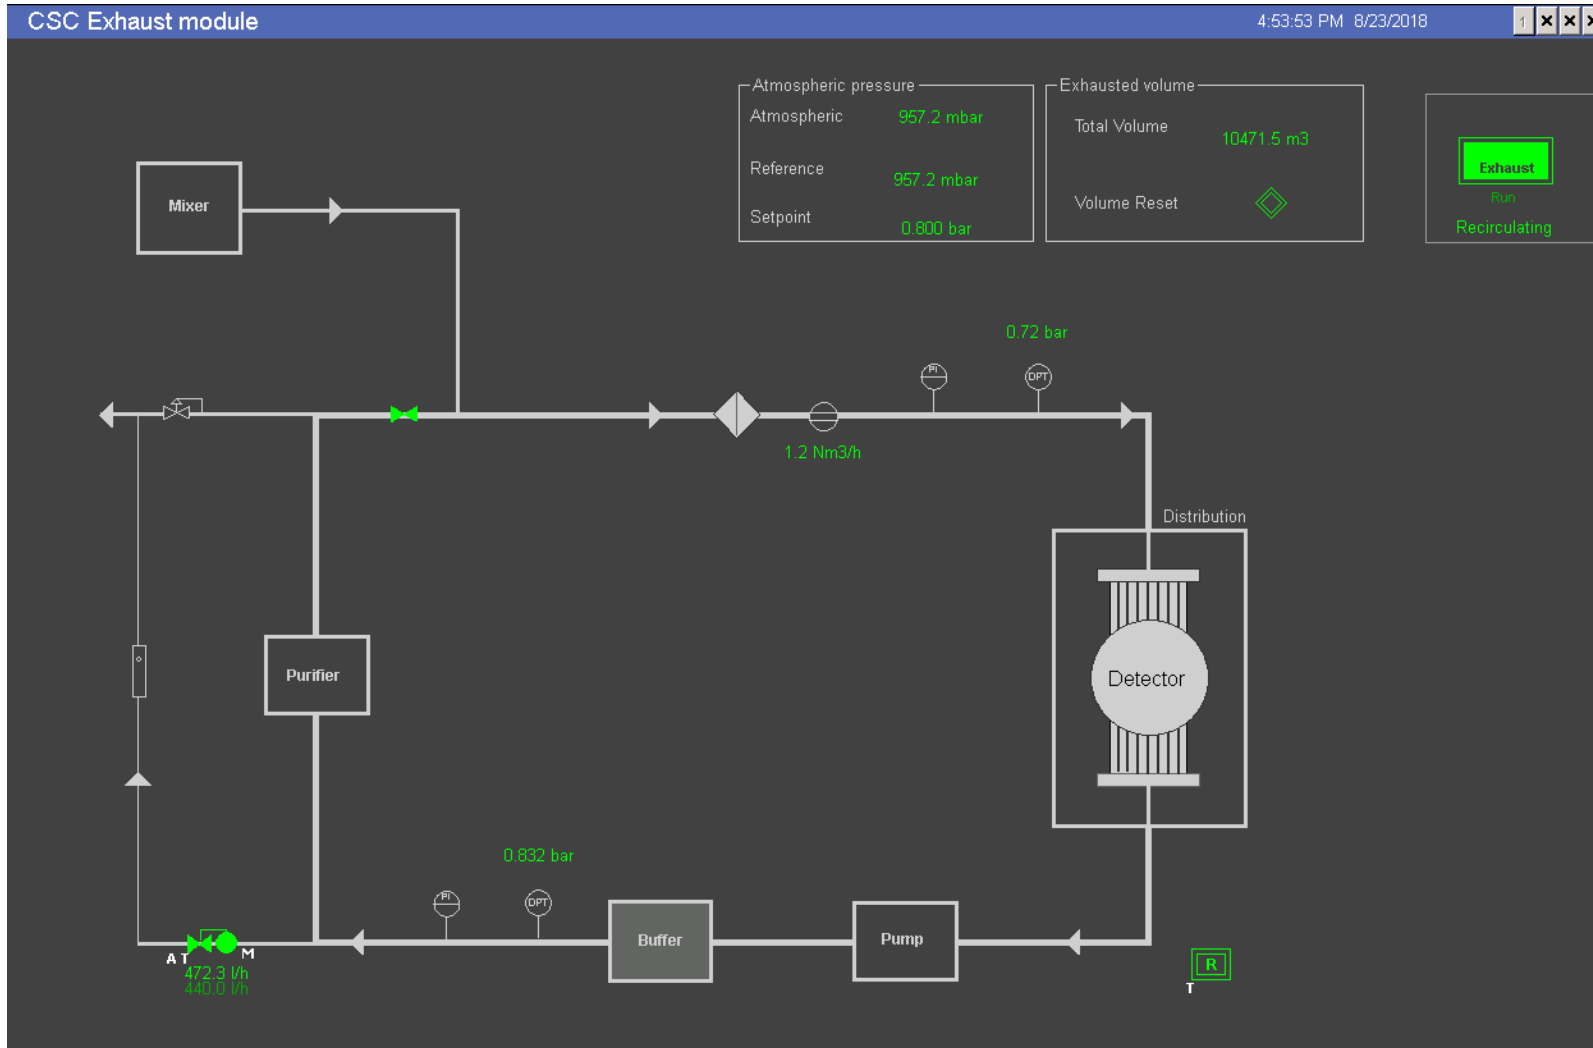 CSC Exhaust module
4:53:53 PM 8/23/2018
1
Atmospheric pressure
Atmospheric 957.2 mbar
Reference 957.2 mbar
Setpoint 0.800 bar
Exhausted volume
Total Volume 10471.5 m3
Volume Reset
Exhaust
Run
Recirculating
Mixer
0.72 bar
PI
DPT
1.2 Nm3/h
Distribution
Detector
Purifier
0.832 bar
PI
DPT
Buffer
Pump
A T
M
472.3 l/h
440.0 l/h
R
T